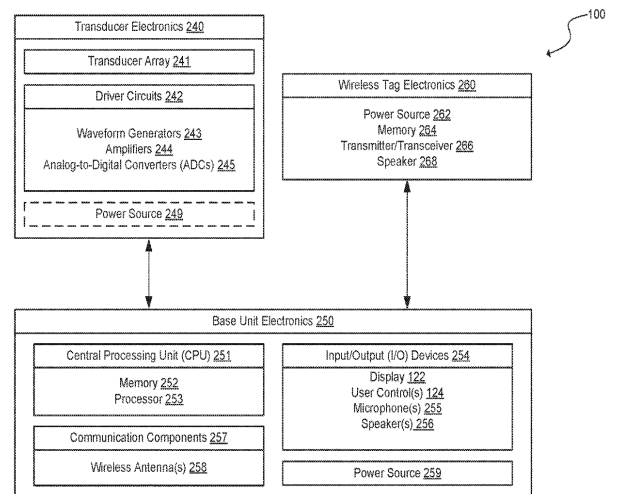 100
Transducer Electronics 240
Transducer Array 241
Driver Circuits 242
Waveform Generators 243
Amplifiers 244
Analog-to-Digital Converters (ADCs) 245
Power Source 249
Wireless Tag Electronics 260
Power Source 262
Memory 264
Transmitter/Transceiver 266
Speaker 268
Base Unit Electronics 250
Central Processing Unit (CPU) 251
Memory 252
Processor 253
Communication Components 257
Wireless Antenna(s) 258
Input/Output (I/O) Devices 254
Display 122
User Control(s) 124
Microphone(s) 255
Speaker(s) 256
Power Source 259